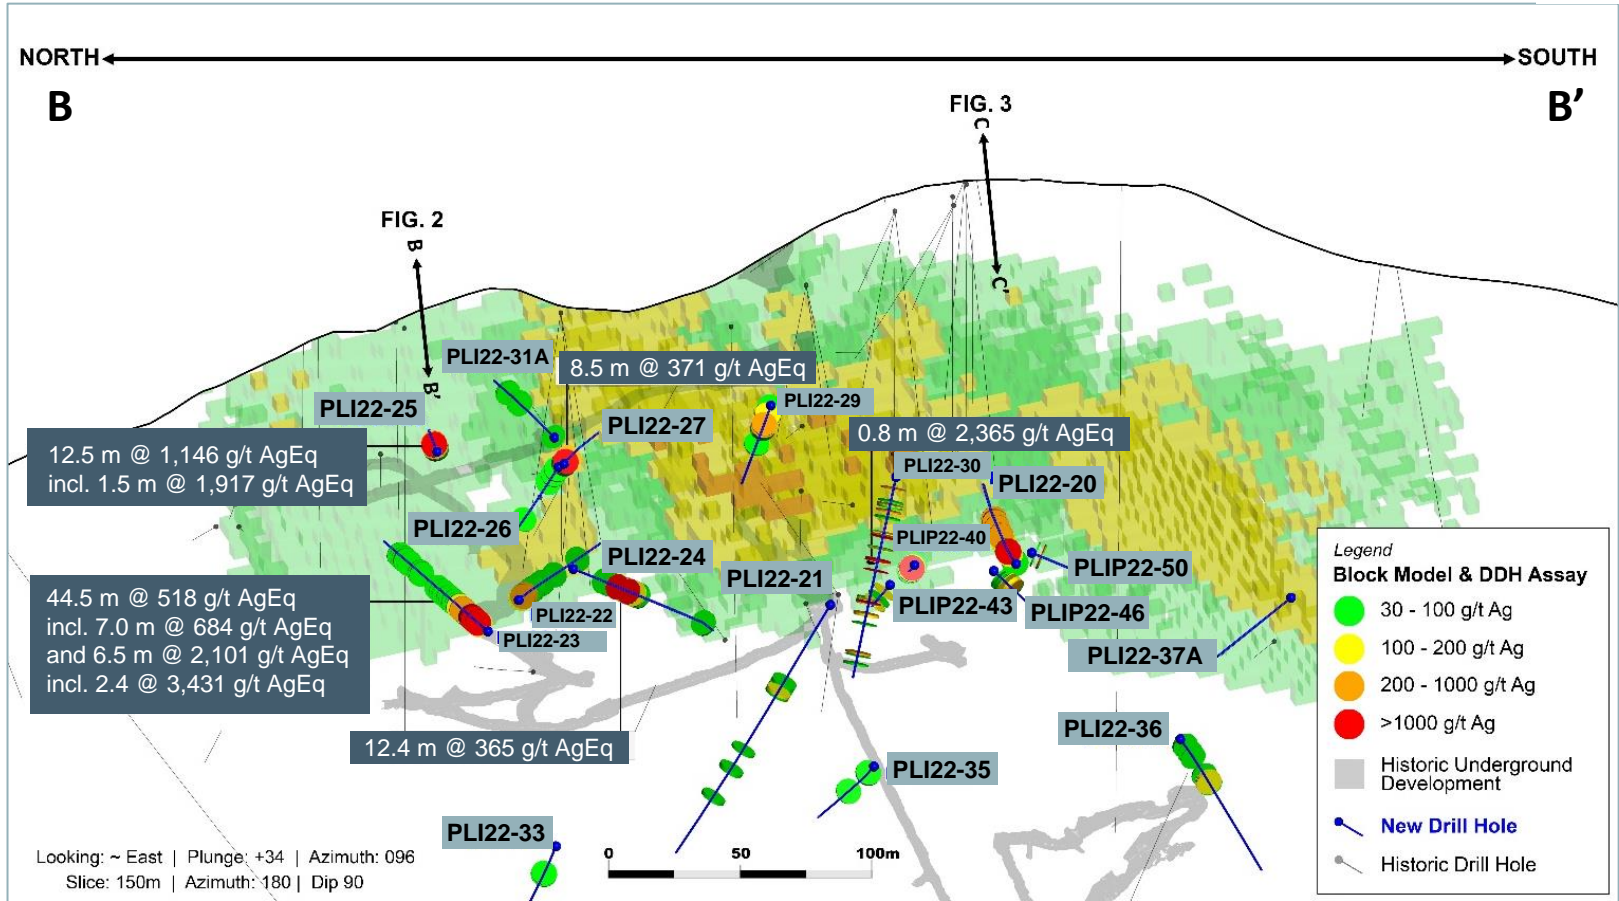 NORTH
SOUTH
B
B'
FIG. 3
C
C'
FIG. 2
B
B'
PLI22-31A
8.5 m @ 371 g/t AgEq
PLI22-25
PLI22-29
PLI22-27
0.8 m @ 2,365 g/t AgEq
12.5 m @ 1,146 g/t AgEq
incl. 1.5 m @ 1,917 g/t AgEq
PLI22-30
PLI22-20
PLI22-26
PLIP22-40
PLI22-24
PLI22-21
PLIP22-50
44.5 m @ 518 g/t AgEq
incl. 7.0 m @ 684 g/t AgEq
and 6.5 m @ 2,101 g/t AgEq
incl. 2.4 @ 3,431 g/t AgEq
PLI22-22
PLI22-23
PLIP22-43
PLIP22-46
PLI22-37A
12.4 m @ 365 g/t AgEq
PLI22-36
PLI22-35
PLI22-33
Legend
Block Model & DDH Assay
30 - 100 g/t Ag
100 - 200 g/t Ag
200 - 1000 g/t Ag
>1000 g/t Ag
Historic Underground
Development
New Drill Hole
Historic Drill Hole
0 50 100m
Looking: ~ East | Plunge: +34 | Azimuth: 096
Slice: 150m | Azimuth: 180 | Dip 90